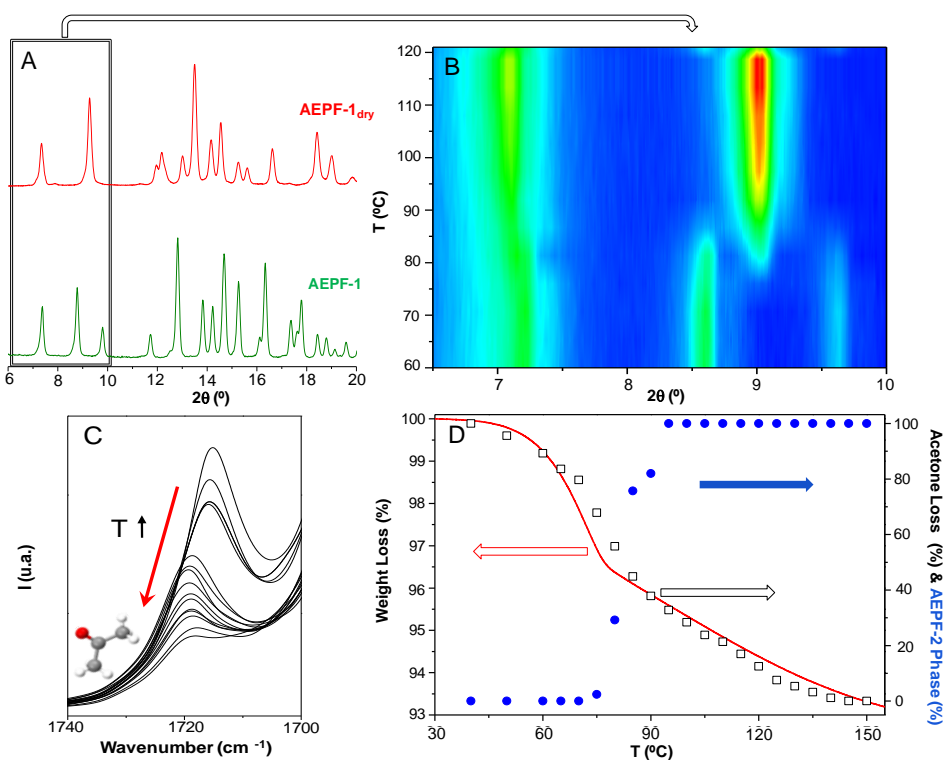 A
AEPF-1dry
AEPF-1
6 8 10 12 14 16 18 20
2θ (º)
B
120
110
100
90
80
70
60
T (ºC)
7 8 9 10
2θ (º)
C
T
I (u.a.)
1740 1720 1700
Wavenumber (cm -1)
D
100
99
98
97
96
95
94
93
Weight Loss (%)
30 60 90 120 150
T (ºC)
100
80
60
40
20
0
Acetone Loss (%) &
AEPF-2 Phase (%)